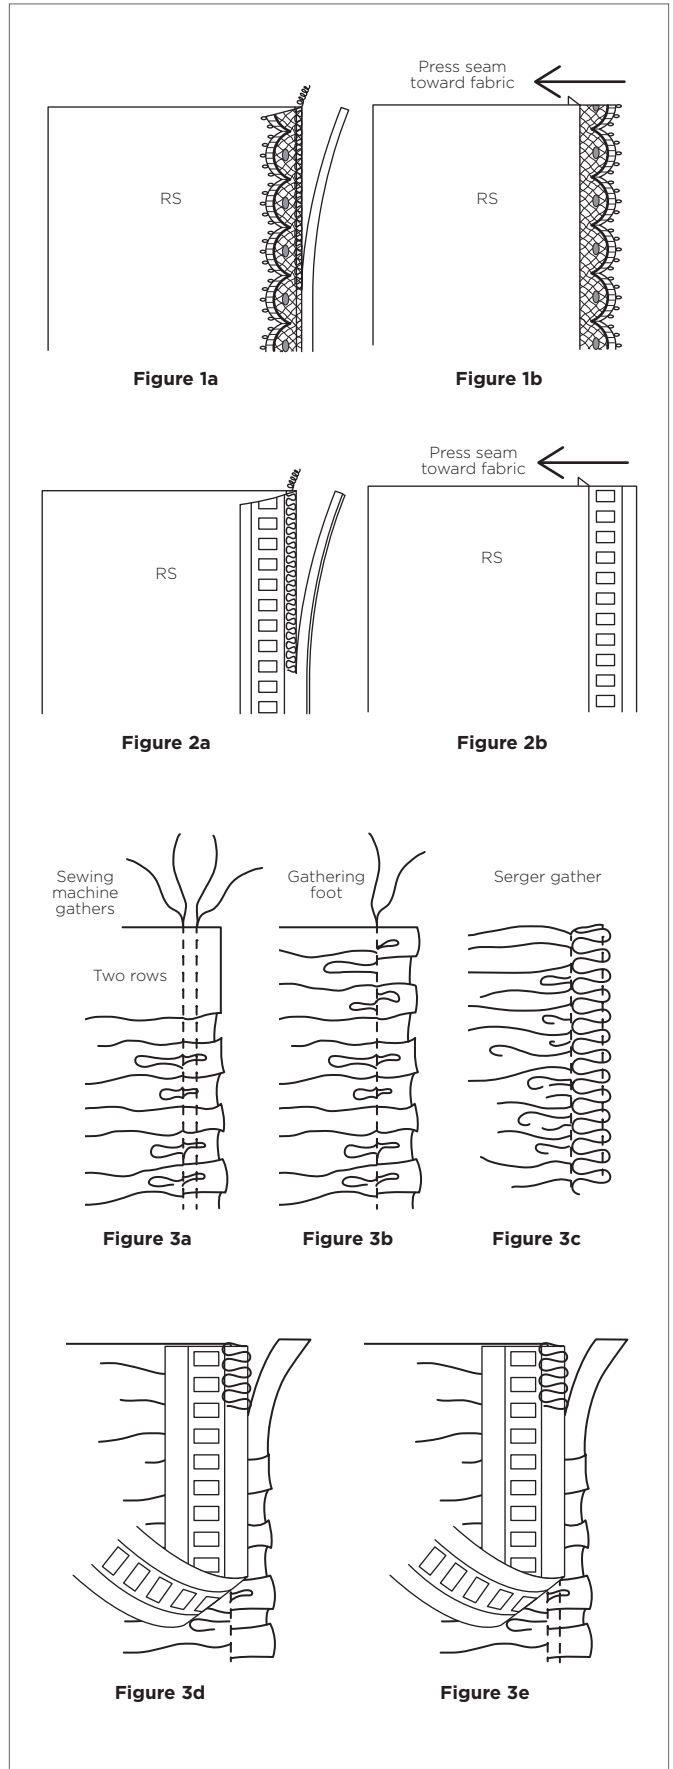 Press seam
toward fabric
RS
RS
Figure 1a
Figure 1b
Press seam
toward fabric
RS
RS
Figure 2a
Figure 2b
Sewing
machine
gathers
Gathering
foot
Serger gather
Two rows
Figure 3a
Figure 3b
Figure 3c
Figure 3d
Figure 3e